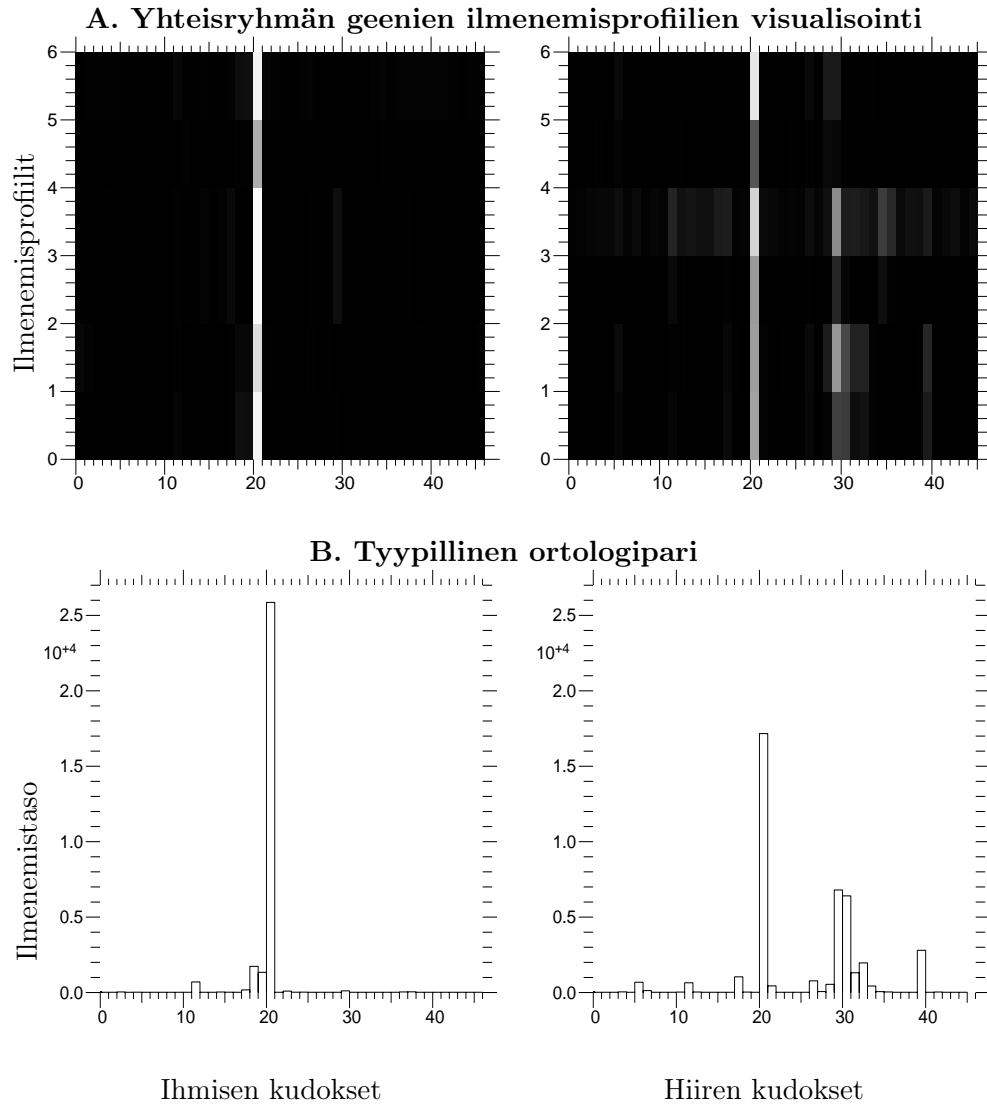 A. Yhteisryhmän geenien ilmenemisprofiilien visualisointi
Ilmenemisprofiilit
6
5
4
3
2
1
0
0 10 20 30 40
6
5
4
3
2
1
0
0 10 20 30 40
B. Tyypillinen ortologipari
Ilmenemistaso
2.5
10+4
2.0
1.5
1.0
0.5
0.0
0 10 20 30 40
2.5
10+4
2.0
1.5
1.0
0.5
0.0
0 10 20 30 40
Ihmisen kudokset
Hiiren kudokset